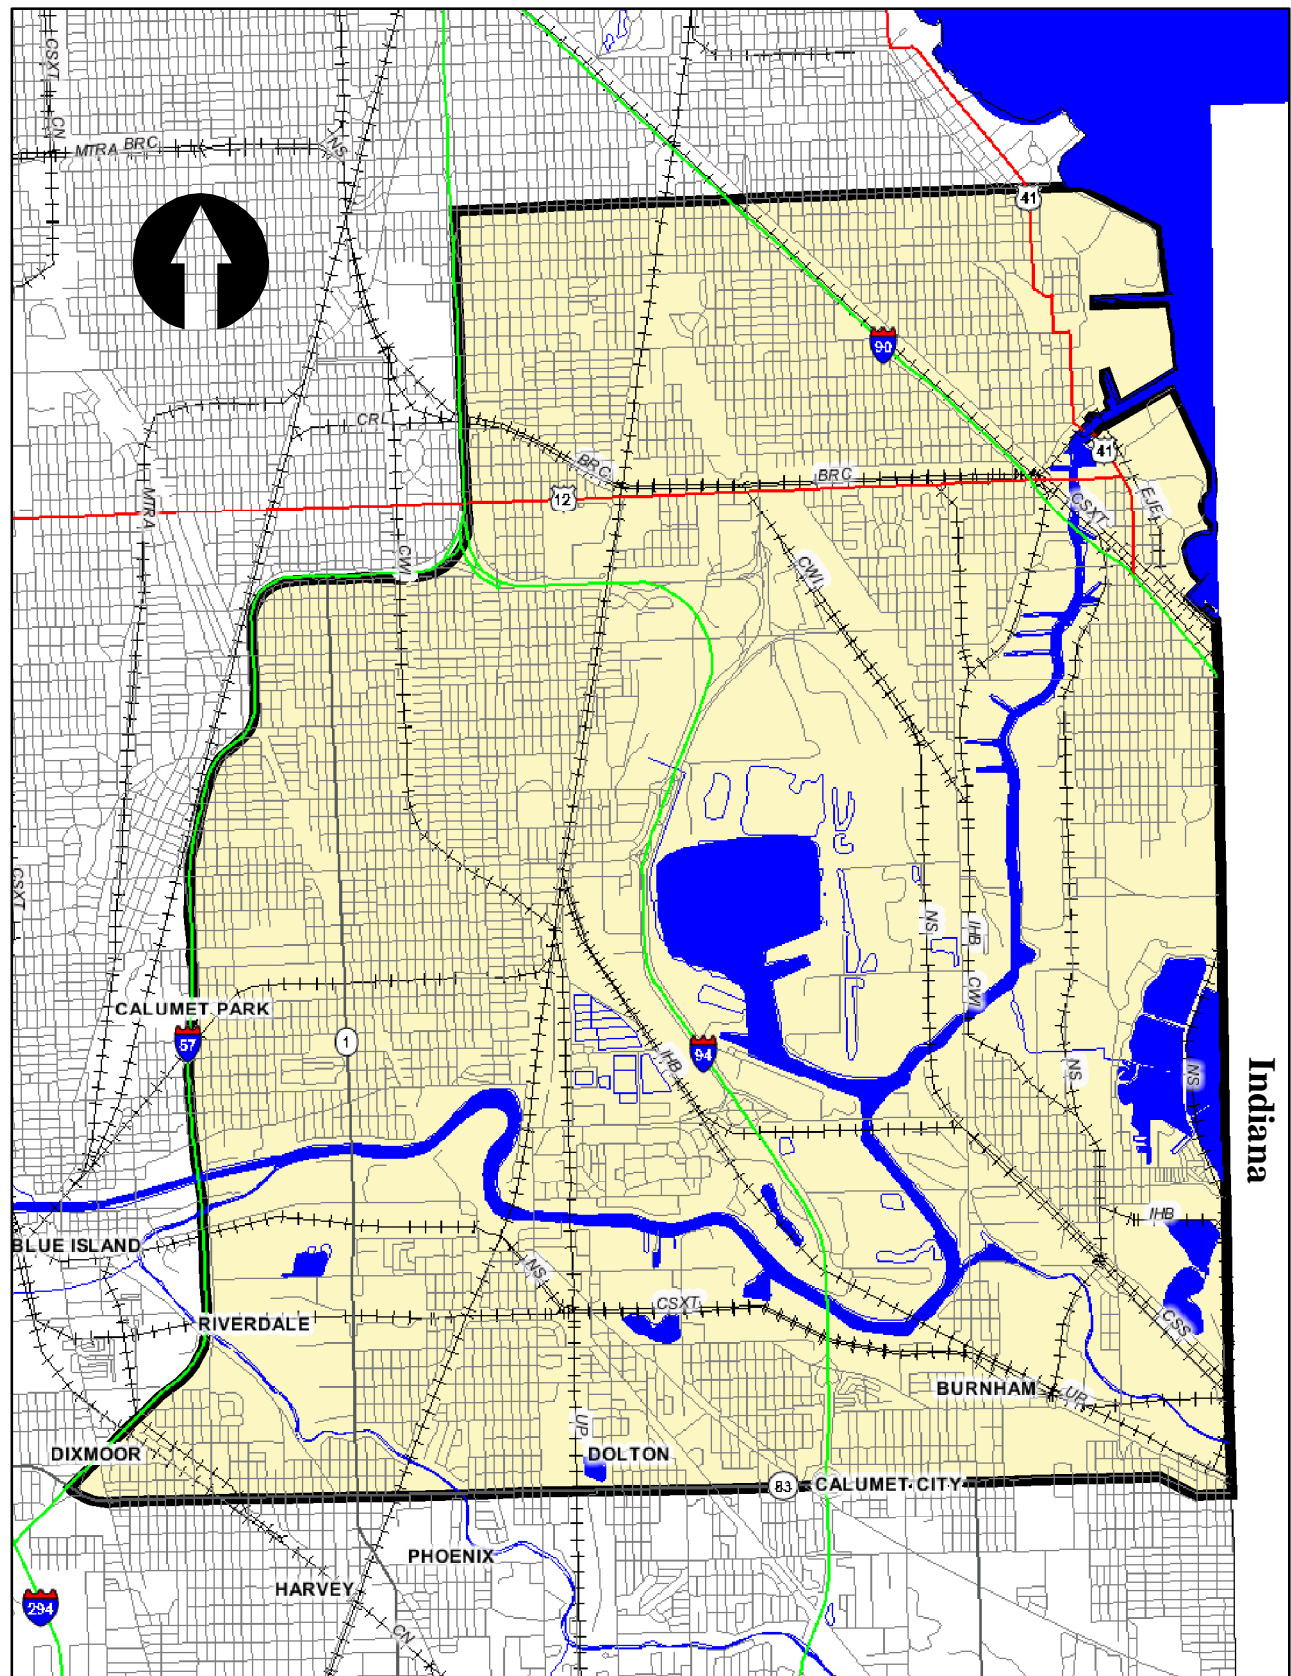 CSXT
CN
MTRA
BRC
NS
41
90
CRL
BRC
BRC
41
12
EJE
CSXT
MTRA
CWI
CWI
CSXT
NS
IHB
CWI
CALUMET PARK
57
1
94
IHB
NS
NS
Indiana
IHB
BLUE ISLAND
NS
CSXT
CSS
RIVERDALE
BURNHAM
UP
UP
DIXMOOR
DOLTON
83
CALUMET CITY
PHOENIX
HARVEY
294
CN